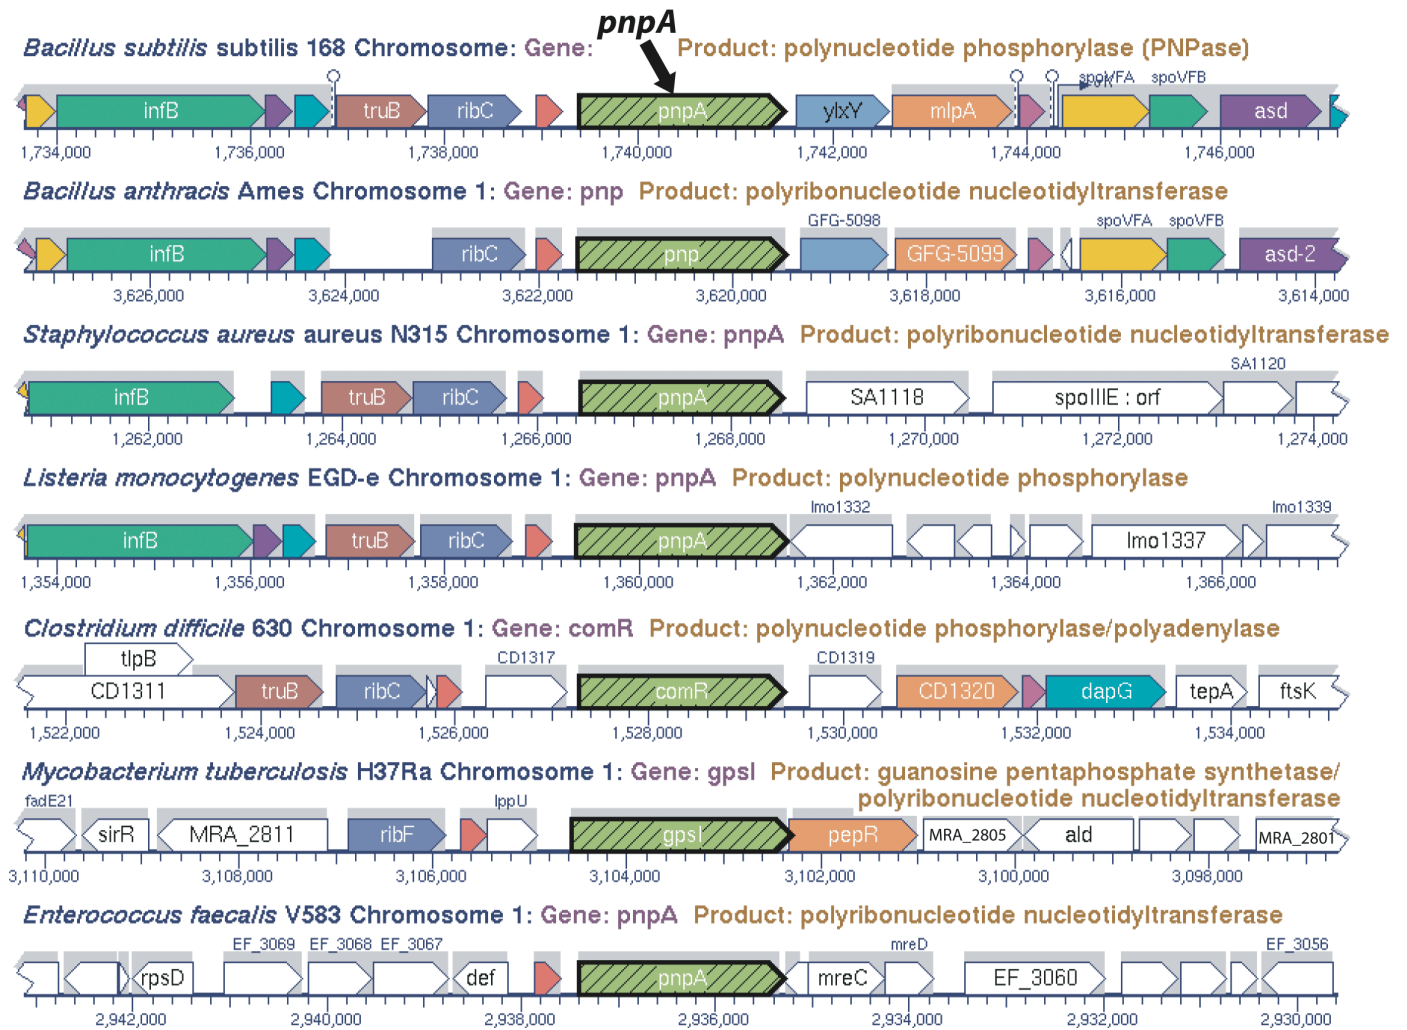 pnpA
Bacillus subtilis subtilis 168 Chromosome: Gene: Product: polynucleotide phosphorylase (PNPase)
spoVFA spoVFB
infB truB ribC pnpA ylxY mlpA asd
1,734,000 1,736,000 1,738,000 1,740,000 1,742,000 1,744,000 1,746,000
Bacillus anthracis Ames Chromosome 1: Gene: pnp Product: polyribonucleotide nucleotidyltransferase
GFG-5098 spoVFA spoVFB
infB ribC pnp GFG-5099 asd-2
3,626,000 3,624,000 3,622,000 3,620,000 3,618,000 3,616,000 3,614,000
Staphylococcus aureus aureus N315 Chromosome 1: Gene: pnpA Product: polyribonucleotide nucleotidyltransferase
SA1120
infB truB ribC pnpA SA1118 spoIIIE : orf
1,262,000 1,264,000 1,266,000 1,268,000 1,270,000 1,272,000 1,274,000
Listeria monocytogenes EGD-e Chromosome 1: Gene: pnpA Product: polynucleotide phosphorylase
lmo1332 lmo1339
infB truB ribC pnpA lmo1337
1,354,000 1,356,000 1,358,000 1,360,000 1,362,000 1,364,000 1,366,000
Clostridium difficile 630 Chromosome 1: Gene: comR Product: polynucleotide phosphorylase/polyadenylase
tlpB CD1317 CD1319
CD1311 truB ribC comR CD1320 dapG tepA ftsK
1,522,000 1,524,000 1,526,000 1,528,000 1,530,000 1,532,000 1,534,000
Mycobacterium tuberculosis H37Ra Chromosome 1: Gene: gpsI Product: guanosine pentaphosphate synthetase/
polyribonucleotide nucleotidyltransferase
fadE21 lppU
sirR MRA_2811 ribF gpsI pepR MRA_2805 ald MRA_2801
3,110,000 3,108,000 3,106,000 3,104,000 3,102,000 3,100,000 3,098,000
Enterococcus faecalis V583 Chromosome 1: Gene: pnpA Product: polyribonucleotide nucleotidyltransferase
EF_3069 EF_3068 EF_3067 mreD EF_3056
rpsD def pnpA mreC EF_3060
2,942,000 2,940,000 2,938,000 2,936,000 2,934,000 2,932,000 2,930,000